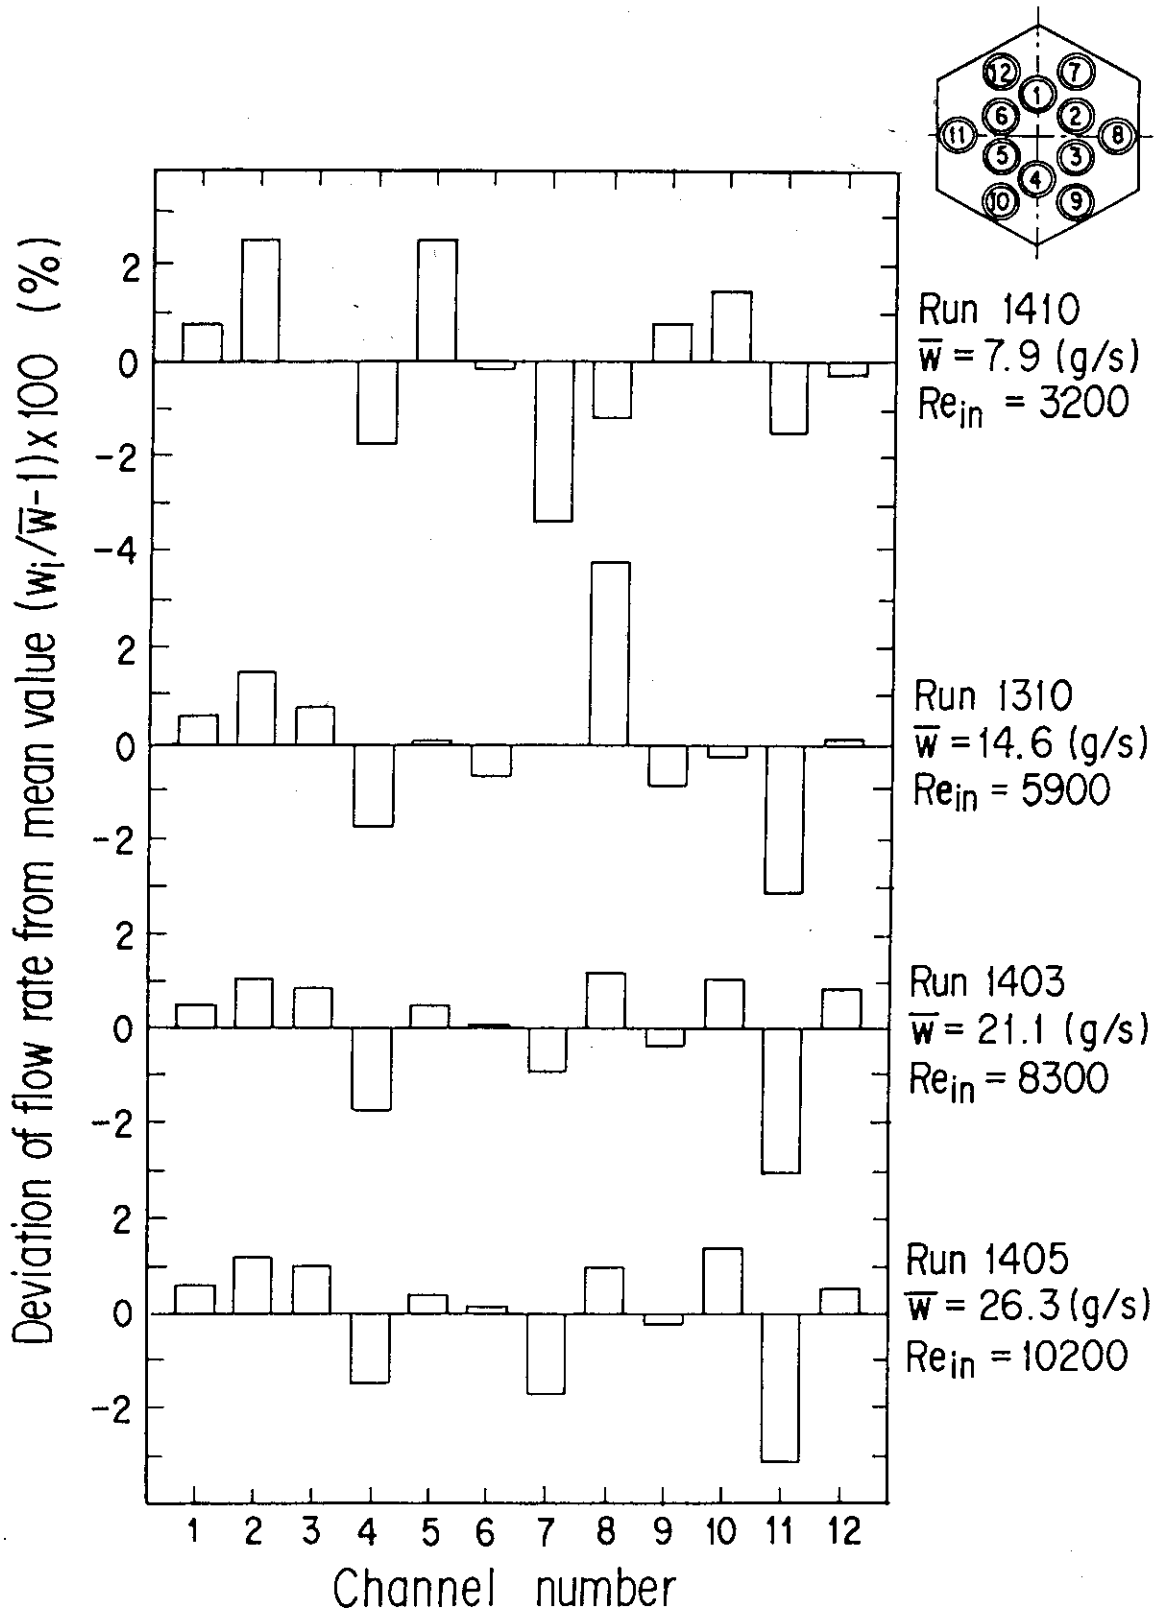 12 7
1
6 2
11 8
5 3
4
10 9
Deviation of flow rate from mean value (wi/w̅-1)x100 (%)
2
0
-2
-4
2
0
-2
2
0
-2
2
0
-2
Run 1410
w̅ = 7.9 (g/s)
Rein = 3200
Run 1310
w̅ = 14.6 (g/s)
Rein = 5900
Run 1403
w̅ = 21.1 (g/s)
Rein = 8300
Run 1405
w̅ = 26.3 (g/s)
Rein = 10200
1 2 3 4 5 6 7 8 9 10 11 12
Channel number